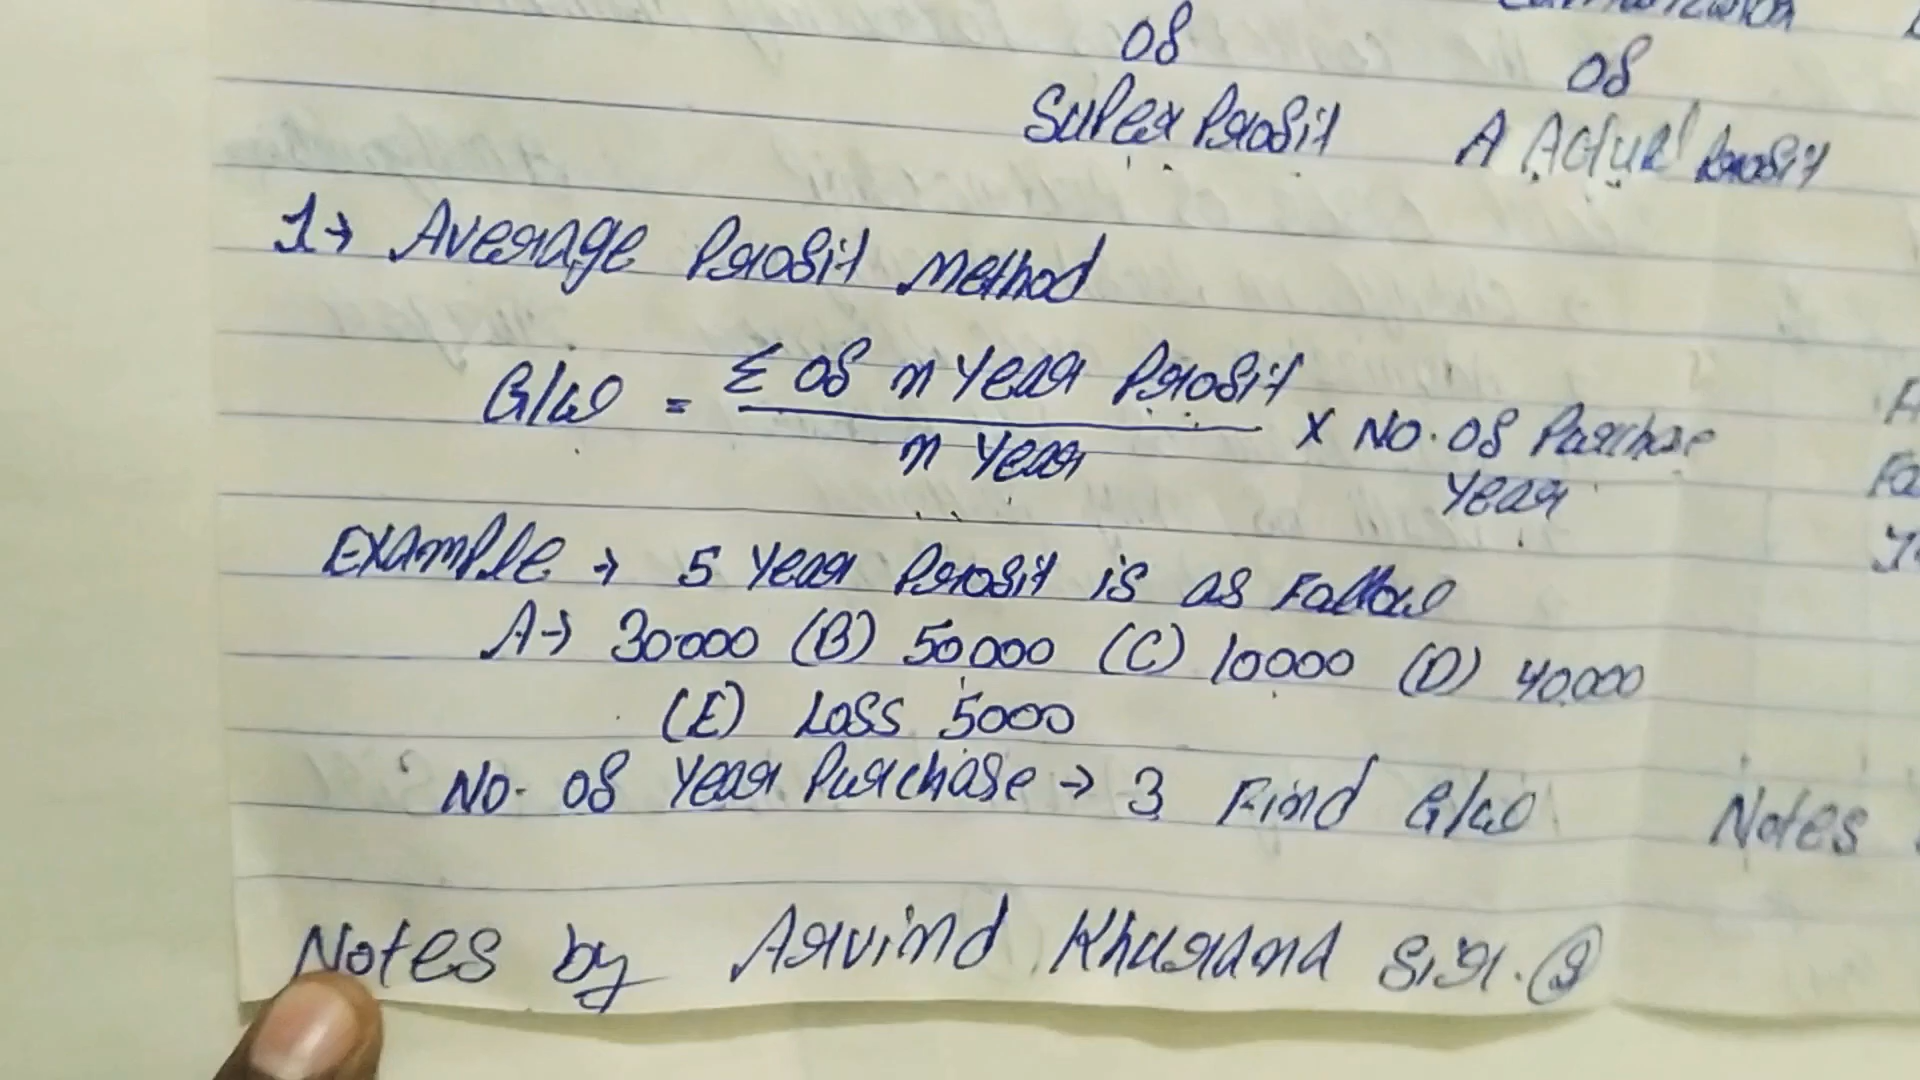 of of
Super Profit A Actual Profit
1→ Average Profit Method
G/w = Σ of n Year Profit / n Year × No. of Purchase Year
Example → 5 Year Profit is as Follow
A→ 30000 (B) 50000 (C) 10000 (D) 40000
(E) Loss 5000
No. of Year Purchase → 3 Find G/w
Notes
Notes by Arvind Khurana Sir.